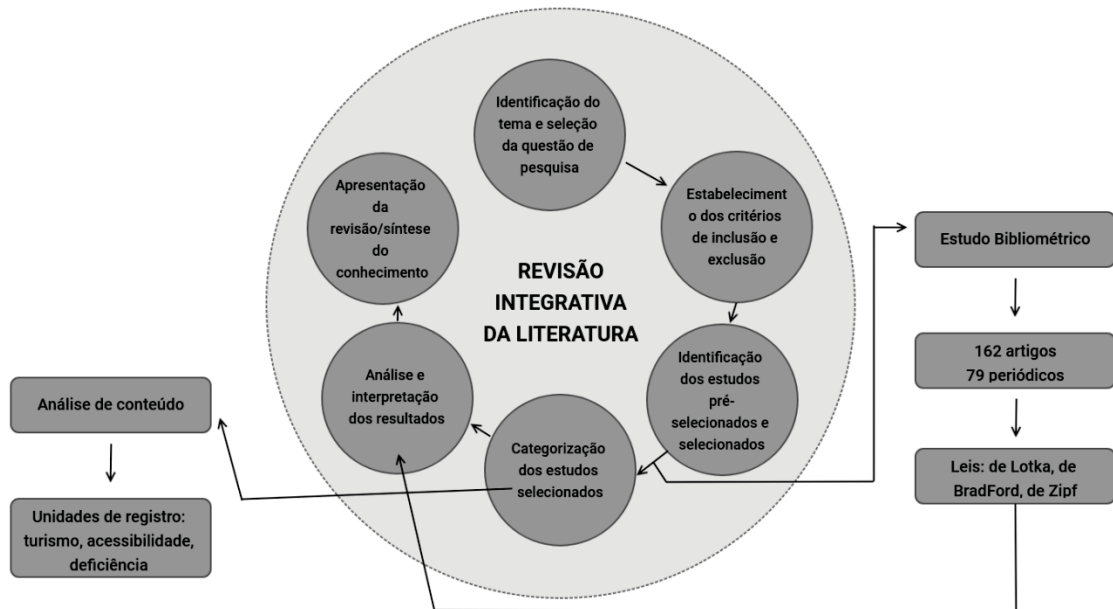 Identificação do
tema e seleção
da questão de
pesquisa
Estabeleciment
o dos critérios
de inclusão e
exclusão
Identificação
dos estudos
pré-
selecionados e
selecionados
Categorização
dos estudos
selecionados
Análise e
interpretação
dos resultados
Apresentação
da
revisão/síntese
do
conhecimento
REVISÃO
INTEGRATIVA
DA LITERATURA
Estudo Bibliométrico
162 artigos
79 periódicos
Leis: de Lotka, de
BradFord, de Zipf
Análise de conteúdo
Unidades de registro:
turismo, acessibilidade,
deficiência